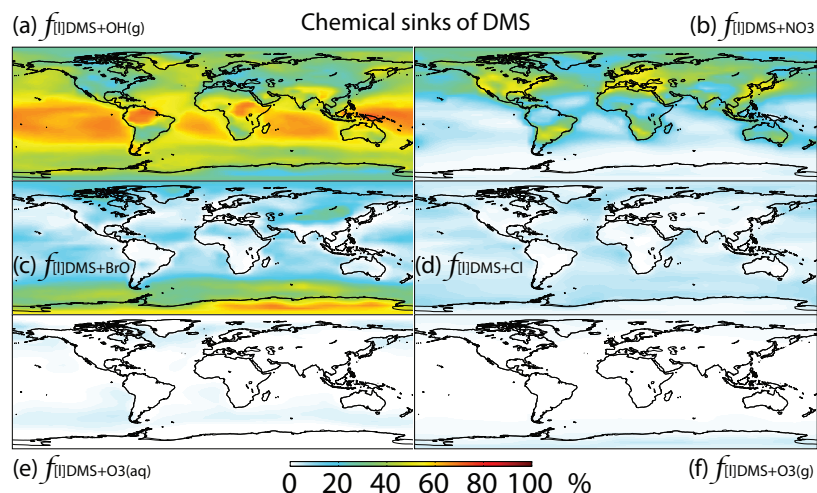 (a) f[l]DMS+OH(g) Chemical sinks of DMS (b) f[l]DMS+NO3
(c) f[l]DMS+BrO (d) f[l]DMS+Cl
(e) f[l]DMS+O3(aq) (f) f[l]DMS+O3(g)
0 20 40 60 80 100 %